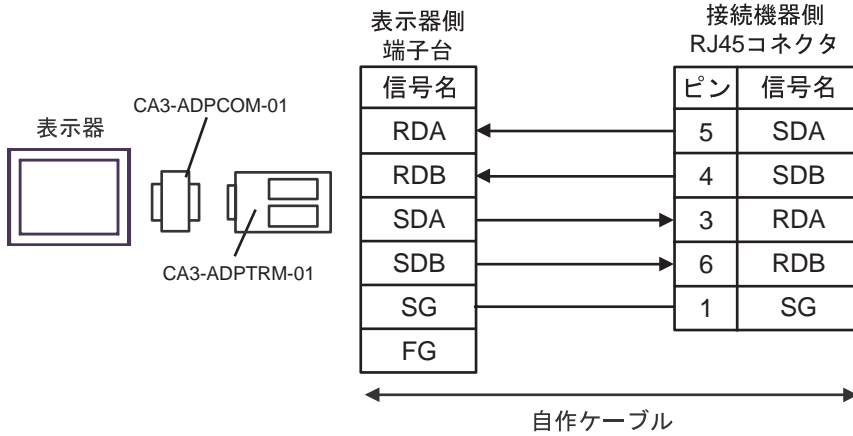 表示器側
端子台
接続機器側
RJ45コネクタ
信号名
ピン 信号名
CA3-ADPCOM-01
表示器
RDA 5 SDA
RDB 4 SDB
SDA 3 RDA
CA3-ADPTRM-01
SDB 6 RDB
SG 1 SG
FG
自作ケーブル